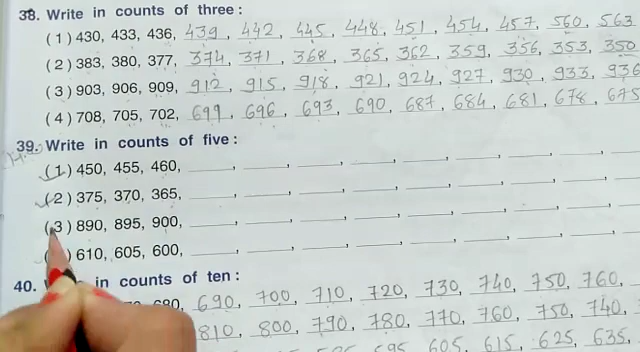 38. Write in counts of three :
(1) 430, 433, 436, 439, 442, 445, 448, 451, 454, 457, 560, 563
(2) 383, 380, 377, 374, 371, 368, 365, 362, 359, 356, 353, 350
(3) 903, 906, 909, 912, 915, 918, 921, 924, 927, 930, 933, 936
(4) 708, 705, 702, 699, 696, 693, 690, 687, 684, 681, 678, 675
39. Write in counts of five :
(1) 450, 455, 460,
(2) 375, 370, 365,
(3) 890, 895, 900,
) 610, 605, 600,
40. in counts of ten :
680, 690, 700, 710, 720, 730, 740, 750, 760,
810, 800, 790, 780, 770, 760, 750, 740,
595, 605, 615, 625, 635,